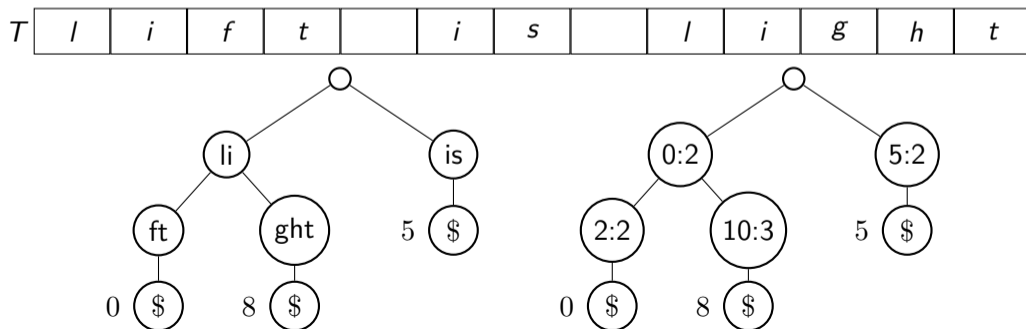 T l i f t i s l i g h t
li is 0:2 5:2
ft ght 5 $ 2:2 10:3 5 $
0 $ 8 $ 0 $ 8 $